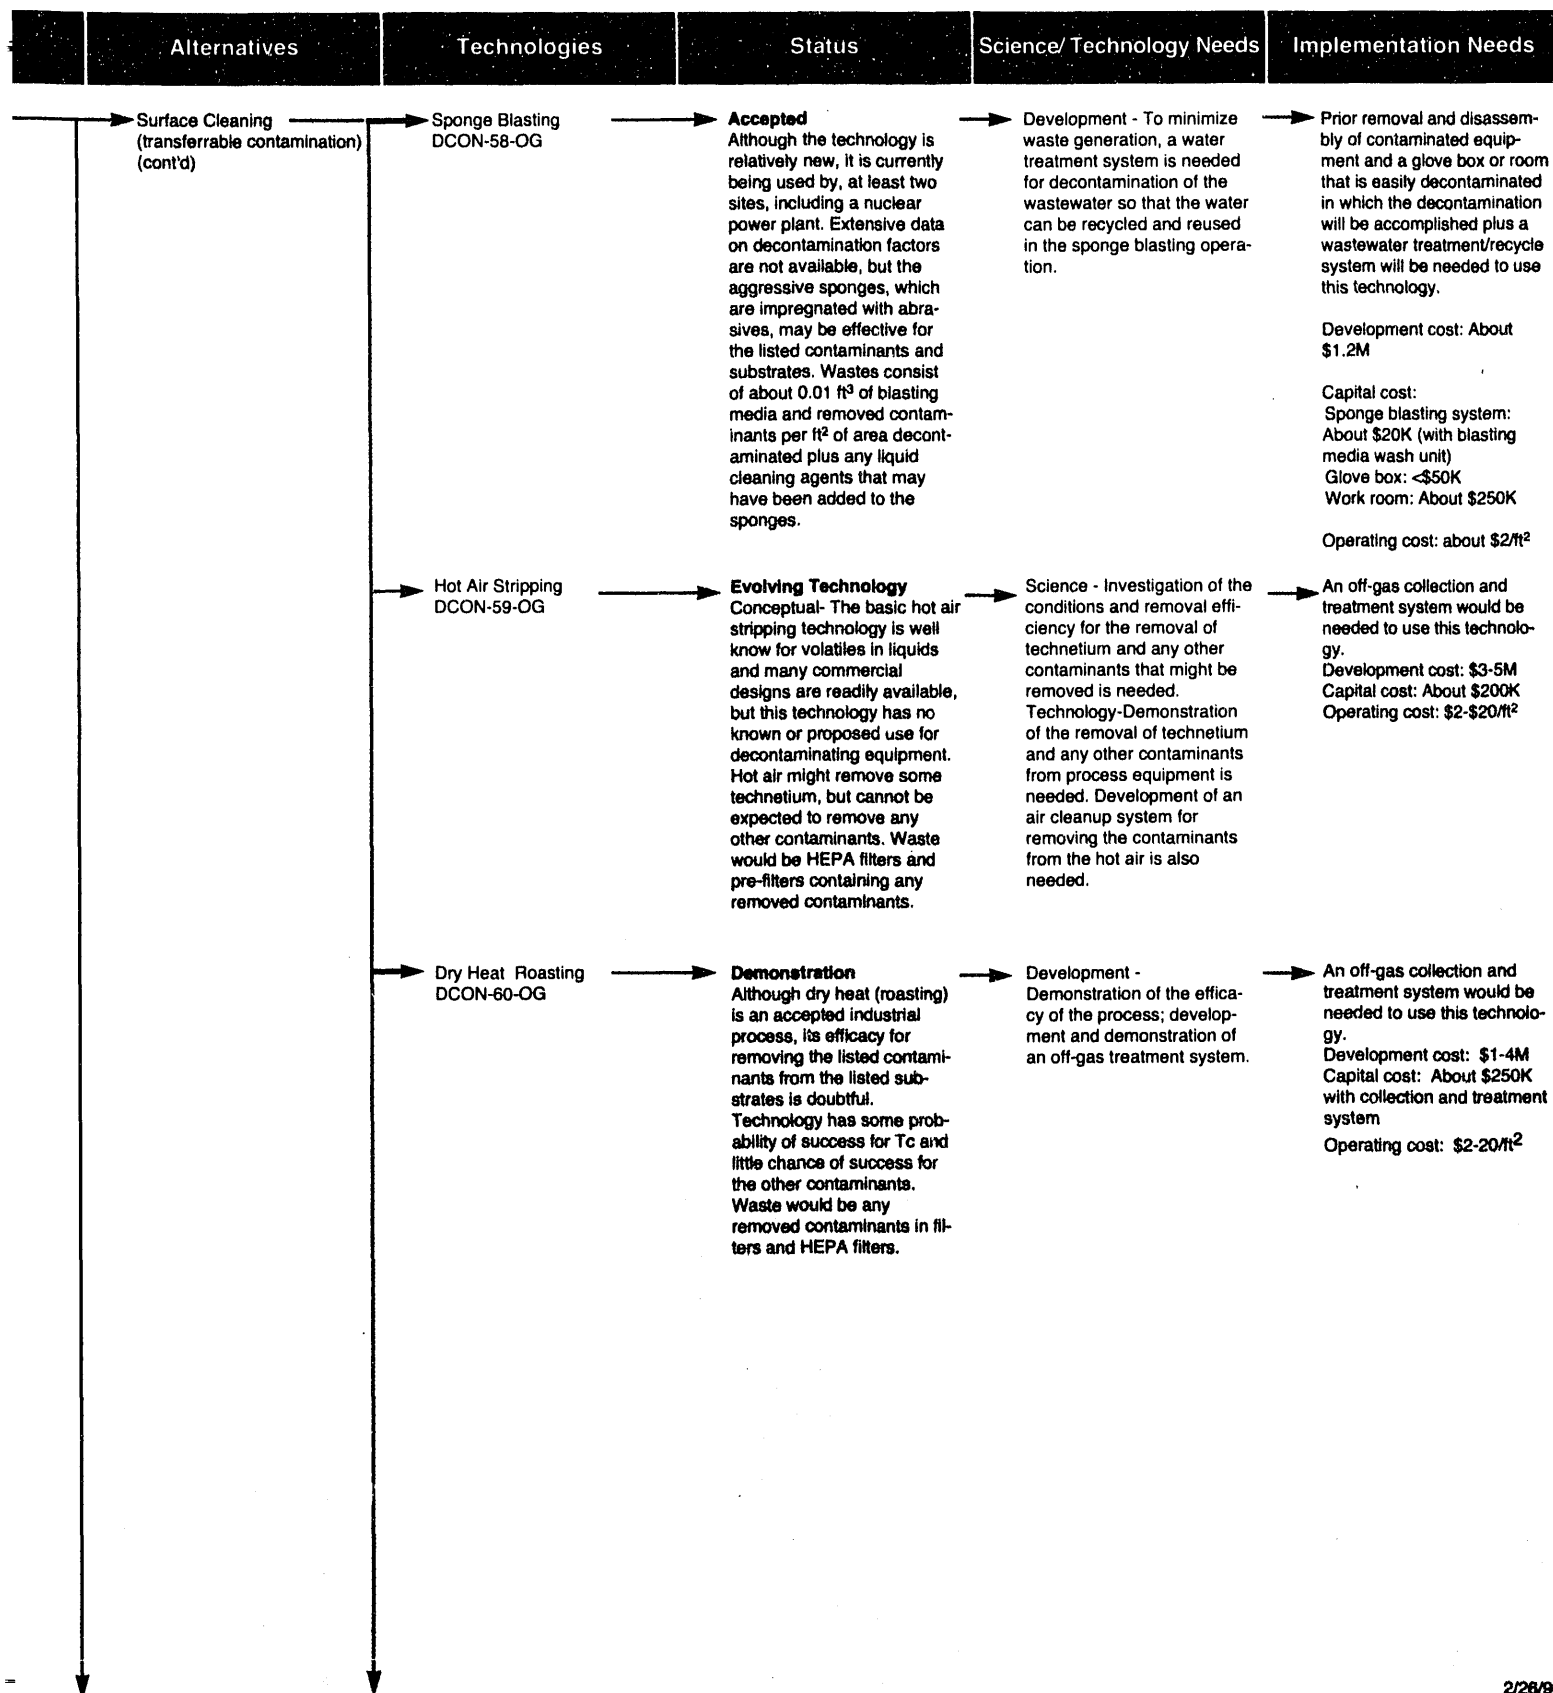 Alternatives
Technologies
Status
Science/ Technology Needs
Implementation Needs
Surface Cleaning
(transferrable contamination)
(cont'd)
Sponge Blasting
DCON-58-OG
Accepted
Although the technology is
relatively new, it is currently
being used by, at least two
sites, including a nuclear
power plant. Extensive data
on decontamination factors
are not available, but the
aggressive sponges, which
are impregnated with abra-
sives, may be effective for
the listed contaminants and
substrates. Wastes consist
of about 0.01 ft³ of blasting
media and removed contam-
inants per ft² of area decont-
aminated plus any liquid
cleaning agents that may
have been added to the
sponges.
Development - To minimize
waste generation, a water
treatment system is needed
for decontamination of the
wastewater so that the water
can be recycled and reused
in the sponge blasting opera-
tion.
Prior removal and disassem-
bly of contaminated equip-
ment and a glove box or room
that is easily decontaminated
in which the decontamination
will be accomplished plus a
wastewater treatment/recycle
system will be needed to use
this technology.
Development cost: About
$1.2M
Capital cost:
Sponge blasting system:
About $20K (with blasting
media wash unit)
Glove box: <$50K
Work room: About $250K
Operating cost: about $2/ft²
Hot Air Stripping
DCON-59-OG
Evolving Technology
Conceptual- The basic hot air
stripping technology is well
know for volatiles in liquids
and many commercial
designs are readily available,
but this technology has no
known or proposed use for
decontaminating equipment.
Hot air might remove some
technetium, but cannot be
expected to remove any
other contaminants. Waste
would be HEPA filters and
pre-filters containing any
removed contaminants.
Science - Investigation of the
conditions and removal effi-
ciency for the removal of
technetium and any other
contaminants that might be
removed is needed.
Technology-Demonstration
of the removal of technetium
and any other contaminants
from process equipment is
needed. Development of an
air cleanup system for
removing the contaminants
from the hot air is also
needed.
An off-gas collection and
treatment system would be
needed to use this technolo-
gy.
Development cost: $3-5M
Capital cost: About $200K
Operating cost: $2-$20/ft²
Dry Heat Roasting
DCON-60-OG
Demonstration
Although dry heat (roasting)
is an accepted industrial
process, its efficacy for
removing the listed contami-
nants from the listed sub-
strates is doubtful.
Technology has some prob-
ability of success for Tc and
little chance of success for
the other contaminants.
Waste would be any
removed contaminants in fil-
ters and HEPA filters.
Development -
Demonstration of the effica-
cy of the process; develop-
ment and demonstration of
an off-gas treatment system.
An off-gas collection and
treatment system would be
needed to use this technolo-
gy.
Development cost: $1-4M
Capital cost: About $250K
with collection and treatment
system
Operating cost: $2-20/ft²
2/26/9